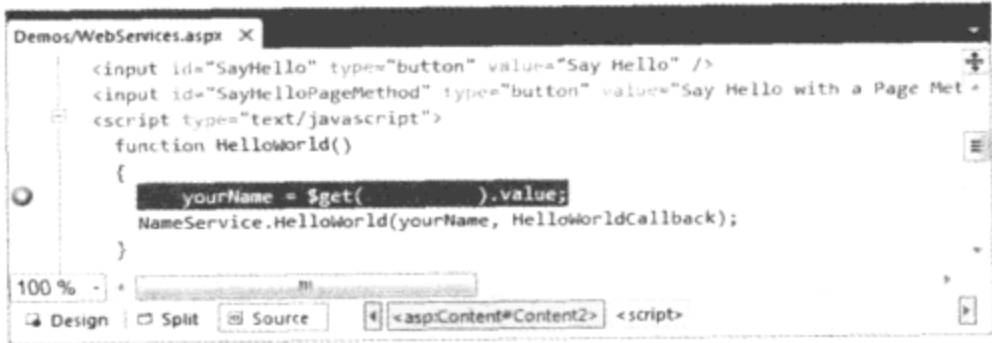 Demos/WebServices.aspx ×
<input id="SayHello" type="button" value="Say Hello" />
<input id="SayHelloPageMethod" type="button" value="Say Hello with a Page Met
<script type="text/javascript">
function HelloWorld()
{
yourName = $get( ).value;
NameService.HelloWorld(yourName, HelloWorldCallback);
}
100 %
Design Split Source <asp:Content#Content2> <script>